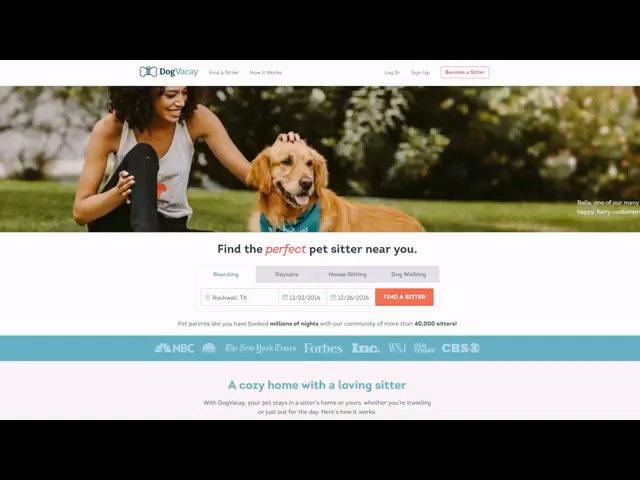 DogVacay Find a Sitter How it Works Log In Sign Up Become a Sitter
Bella, one of our many
happy, furry customers
Find the perfect pet sitter near you.
Boarding Daycare House Sitting Dog Walking
Rockwall, TX 12/22/2016 12/26/2016 FIND A SITTER
Pet parents like you have booked millions of nights with our community of more than 40,000 sitters!
NBC The New York Times Forbes Inc. WSJ USA TODAY CBS
A cozy home with a loving sitter
With DogVacay, your pet stays in a sitter's home or yours, whether you're traveling
or just out for the day. Here's how it works.